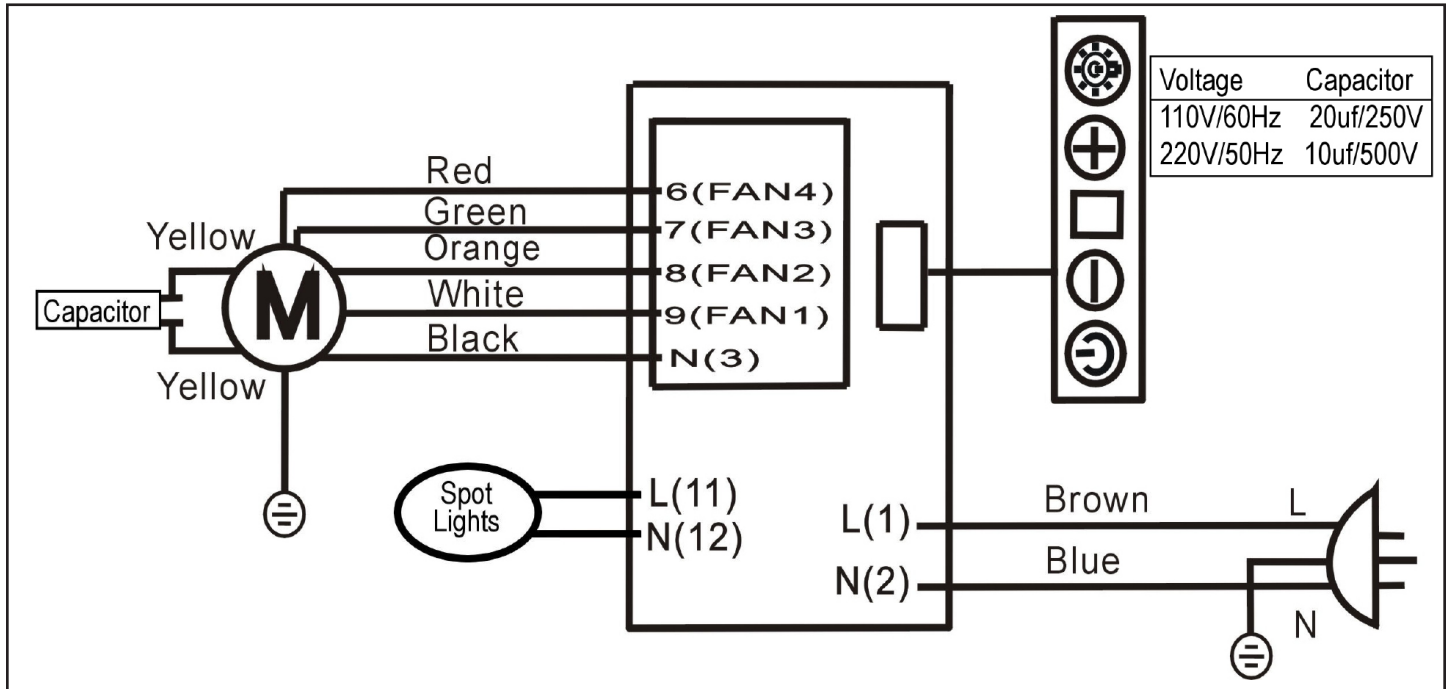 Voltage Capacitor
110V/60Hz 20uf/250V
220V/50Hz 10uf/500V
Red
6(FAN4)
Green
7(FAN3)
Yellow
Orange
8(FAN2)
M
Capacitor
White
9(FAN1)
Black
N(3)
Yellow
Spot
Lights
L(11)
N(12)
L(1)
Brown
L
N(2)
Blue
N